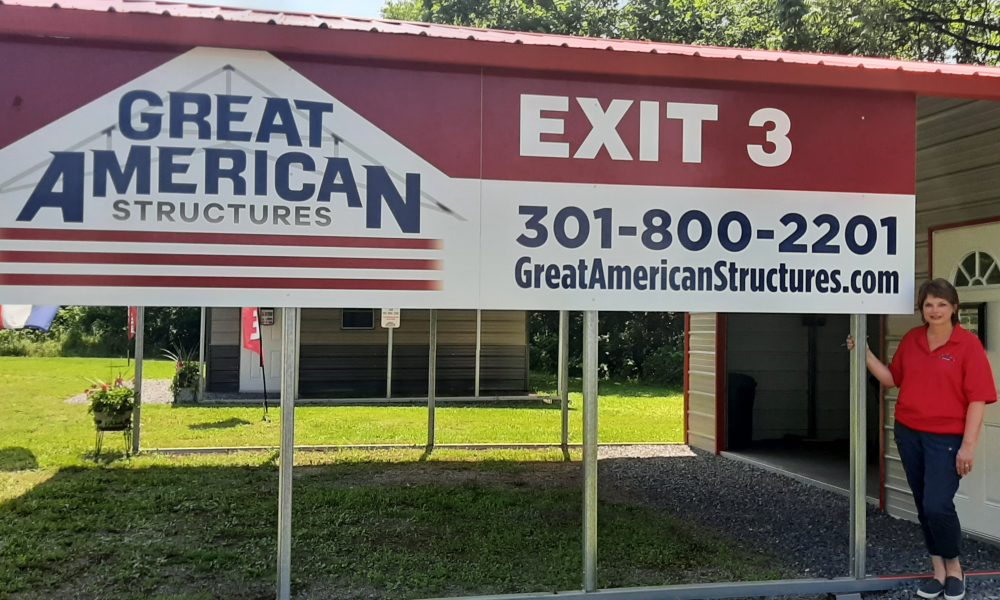 GREAT
AMERICAN
STRUCTURES
EXIT 3
301-800-2201
GreatAmericanStructures.com